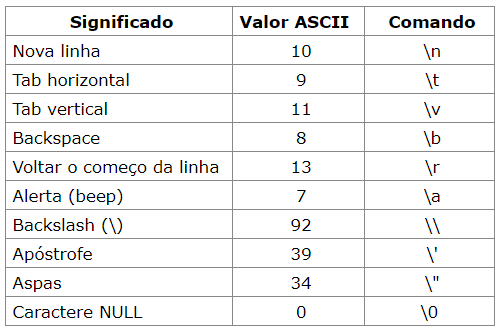 Significado Valor ASCII Comando
Nova linha 10 \n
Tab horizontal 9 \t
Tab vertical 11 \v
Backspace 8 \b
Voltar o começo da linha 13 \r
Alerta (beep) 7 \a
Backslash (\) 92 \\
Apóstrofe 39 \'
Aspas 34 \"
Caractere NULL 0 \0